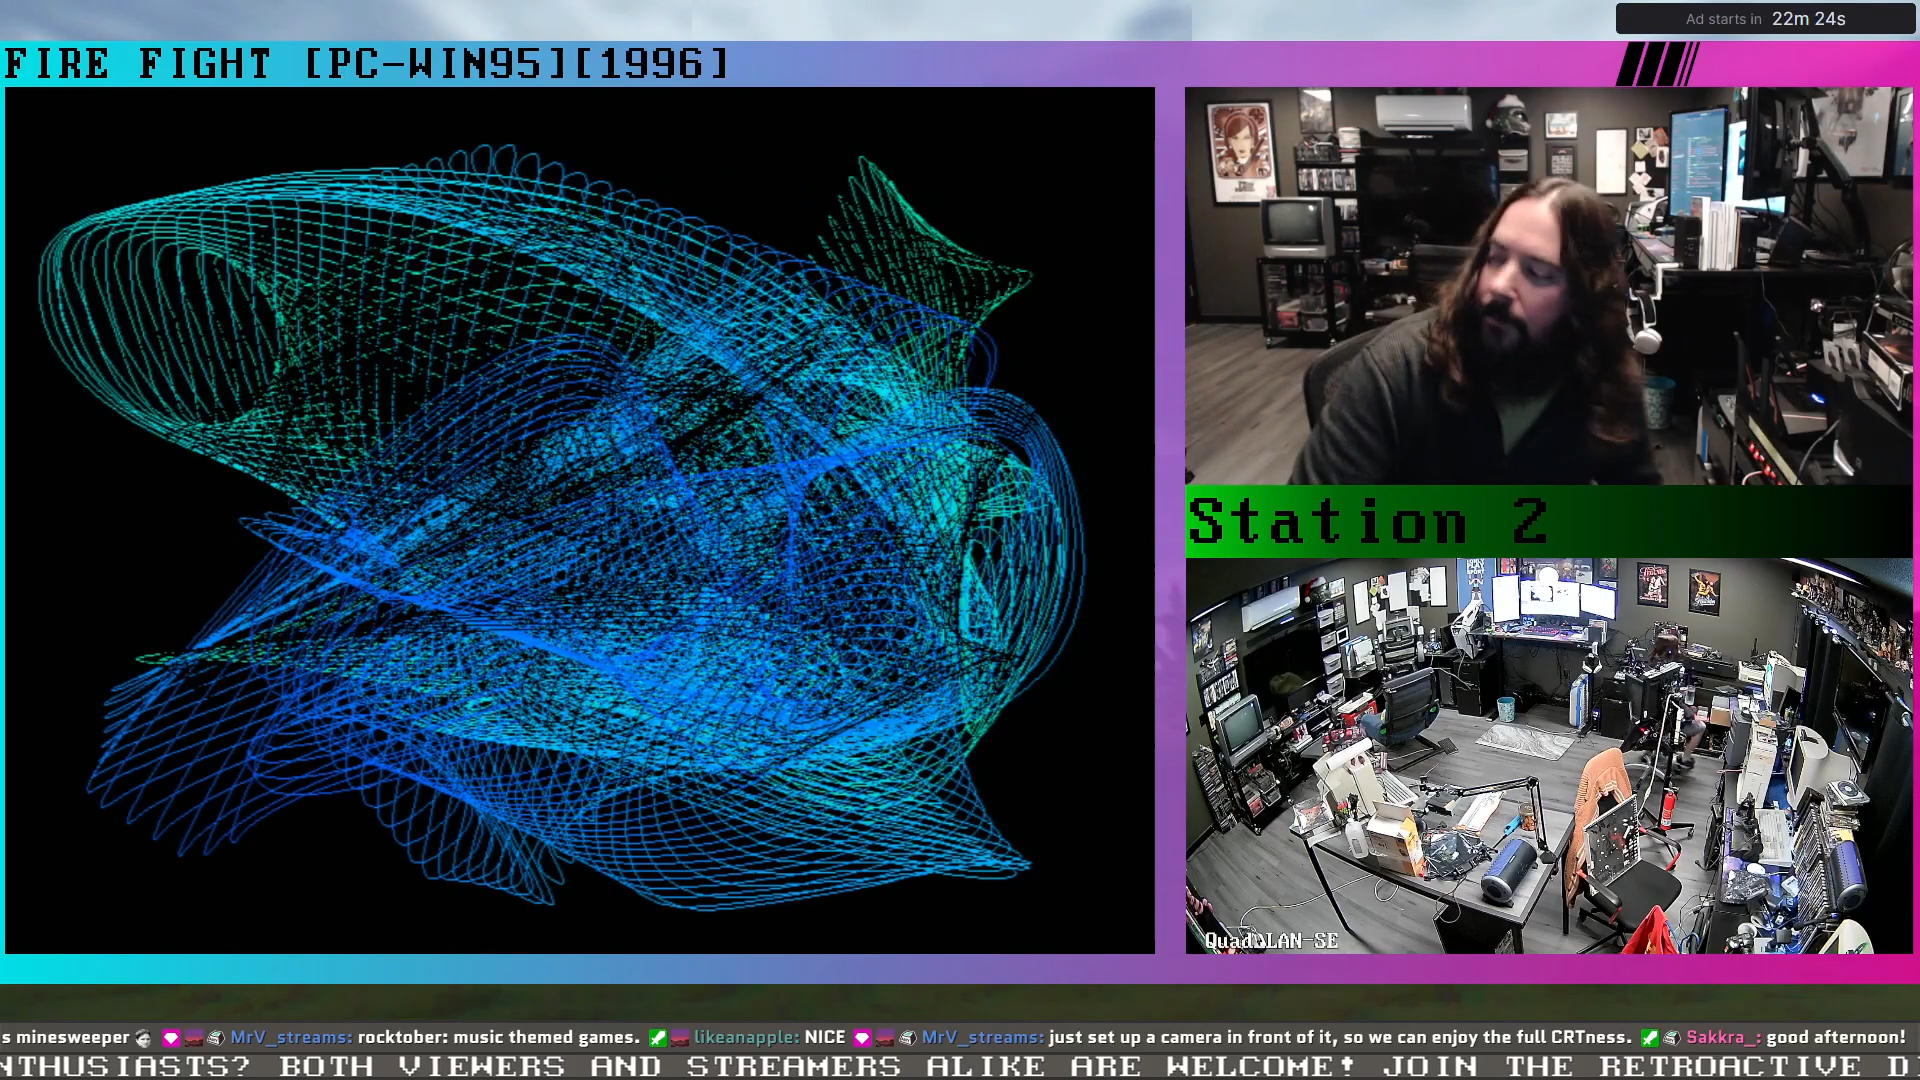 Ad starts in 22m 24s
FIRE FIGHT [PC-WIN95][1996]
Station 2
QuadLAN-SE
s minesweeper MrV_streams: rocktober: music themed games. likeanapple: NICE MrV_streams: just set up a camera in front of it, so we can enjoy the full CRTness. Sakkra_: good afternoon!
NTHUSIASTS? BOTH VIEWERS AND STREAMERS ALIKE ARE WELCOME! JOIN THE RETROACTIVE D